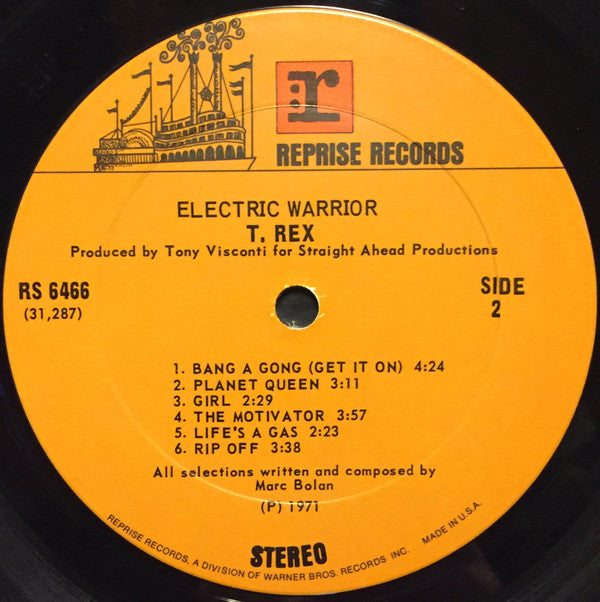 :r
REPRISE RECORDS
ELECTRIC WARRIOR
T. REX
Produced by Tony Visconti for Straight Ahead Productions
RS 6466
(31,287)
SIDE
2
1. BANG A GONG (GET IT ON) 4:24
2. PLANET QUEEN 3:11
3. GIRL 2:29
4. THE MOTIVATOR 3:57
5. LIFE'S A GAS 2:23
6. RIP OFF 3:38
All selections written and composed by
Marc Bolan
(P) 1971
STEREO
REPRISE RECORDS, A DIVISION OF WARNER BROS. RECORDS INC. MADE IN U.S.A.